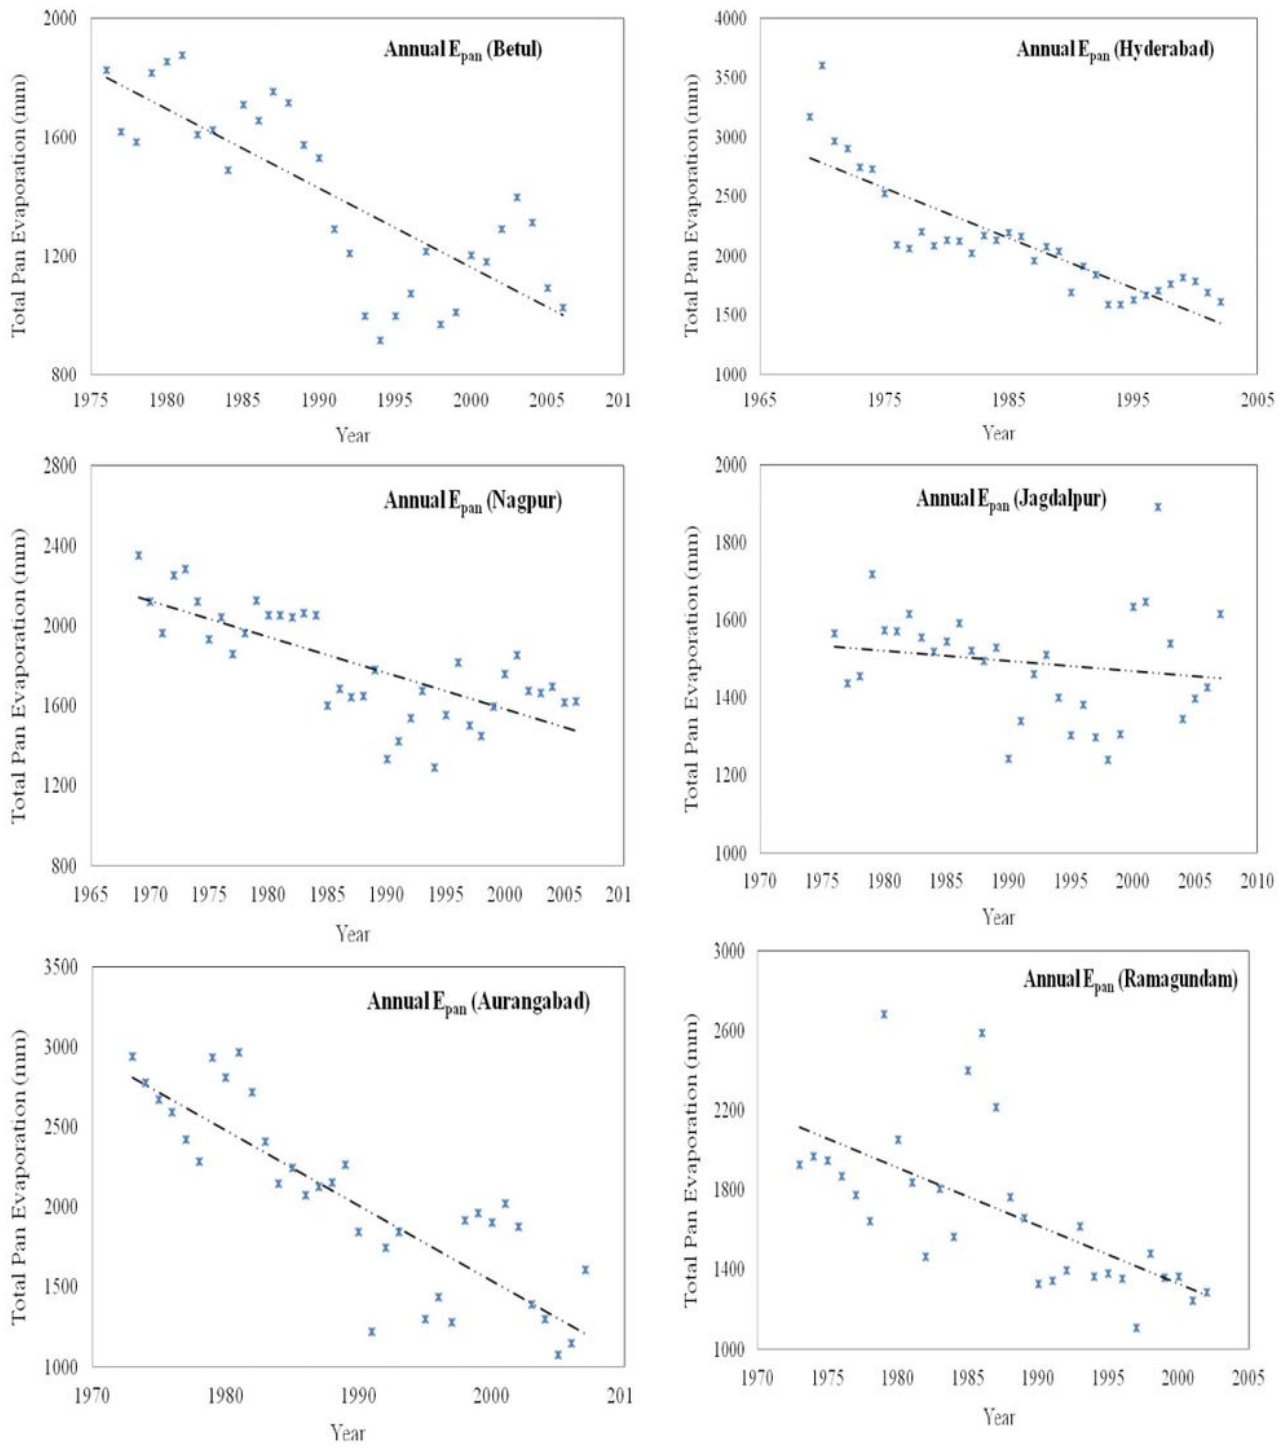 2000
Annual Epan (Betul)
1600
1200
800
Total Pan Evaporation (mm)
1975 1980 1985 1990 1995 2000 2005 201
Year
4000
Annual Epan (Hyderabad)
3500
3000
2500
2000
1500
1000
Total Pan Evaporation (mm)
1965 1975 1985 1995 2005
Year
2800
Annual Epan (Nagpur)
2400
2000
1600
1200
800
Total Pan Evaporation (mm)
1965 1970 1975 1980 1985 1990 1995 2000 2005 201
Year
2000
Annual Epan (Jagdalpur)
1800
1600
1400
1200
1000
Total Pan Evaporation (mm)
1970 1975 1980 1985 1990 1995 2000 2005 2010
Year
3500
Annual Epan (Aurangabad)
3000
2500
2000
1500
1000
Total Pan Evaporation (mm)
1970 1980 1990 2000 201
Year
3000
Annual Epan (Ramagundam)
2600
2200
1800
1400
1000
Total Pan Evaporation (mm)
1970 1975 1980 1985 1990 1995 2000 2005
Year